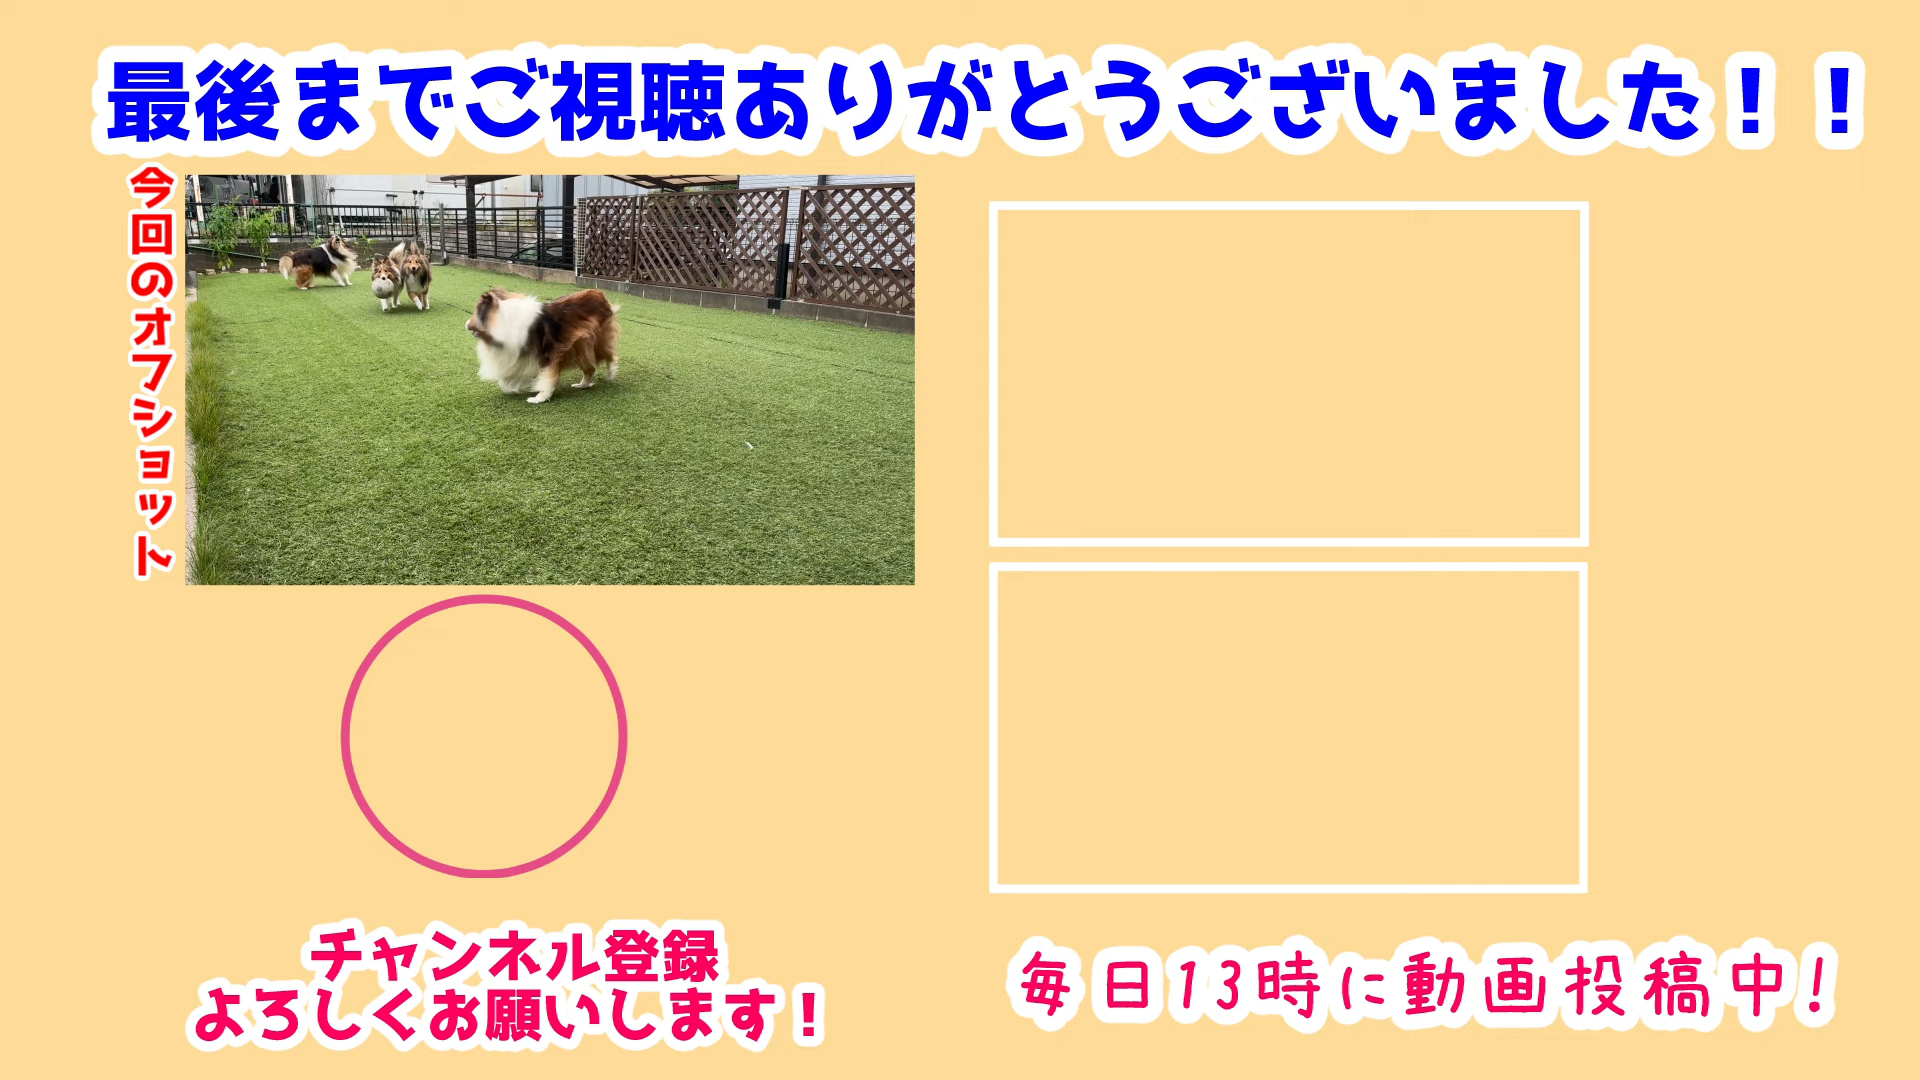 最後までご視聴ありがとうございました！！
今回のオフショット
チャンネル登録
よろしくお願いします！
毎日13時に動画投稿中!